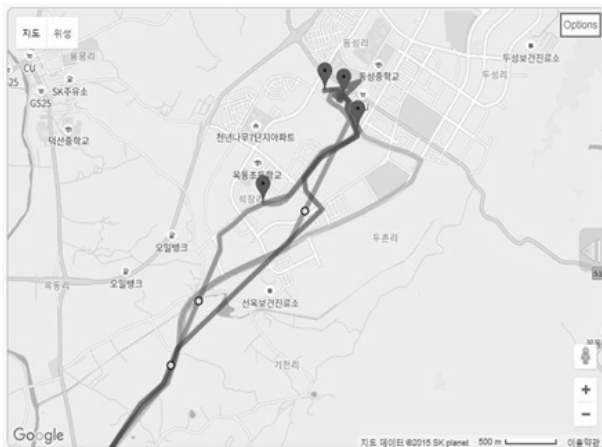 지도 위성
Options
동성리
두성보건진료소
동성중학교
두성리
용몽리
CU
SK주유소
GS25
덕산중학교
천년나무7단지아파트
옥동초등학교
석장리
두촌리
오일뱅크
옥동리
오일뱅크
선옥보건진료소
기전리
Google
지도 데이터 ©2015 SK planet
500 m
이용약관